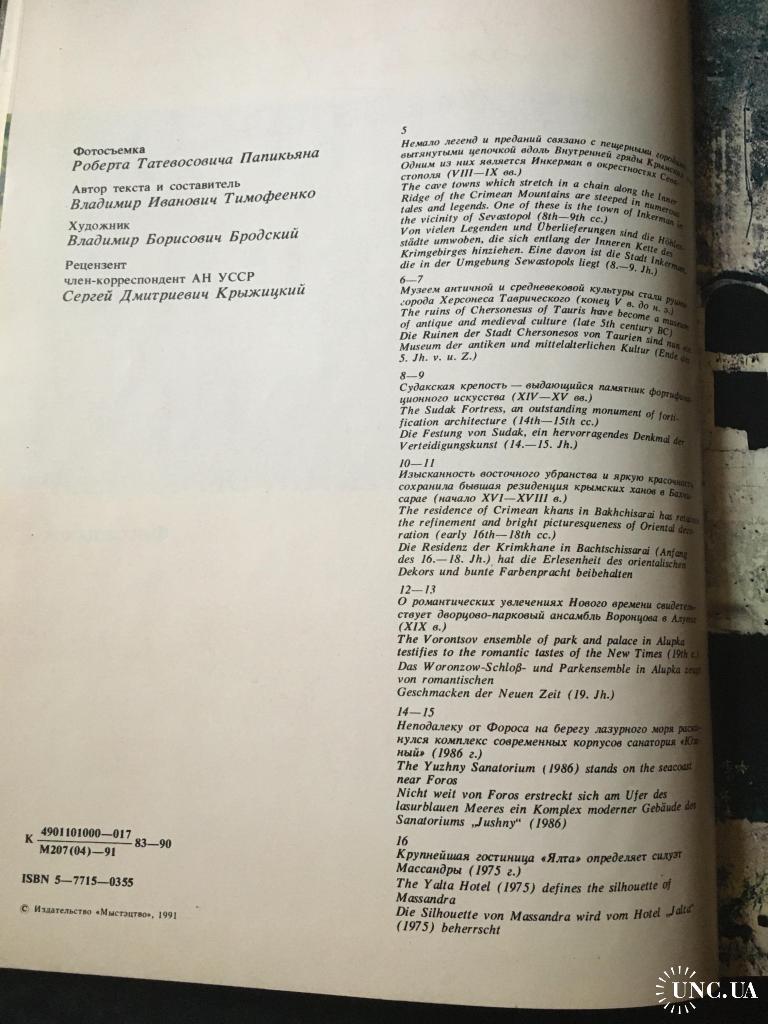 Фотосъемка
Роберта Татевосовича Папикьяна
Автор текста и составитель
Владимир Иванович Тимофеенко
Художник
Владимир Борисович Бродский
Рецензент
член-корреспондент АН УССР
Сергей Дмитриевич Крыжицкий
К 4901101000—017 83—90
М207(04)—91
ISBN 5—7715—0355
© Издательство «Мыстэцтво», 1991
5
Немало легенд и преданий связано с пещерными
вытянутыми цепочкой вдоль Внутренней гряды
Одним из них является Инкерман в окрестностях Сева-
стополя (VIII—IX вв.)
The cave towns which stretch in a chain along the Inner
Ridge of the Crimean Mountains are steeped in numerous
tales and legends. One of these is the town of Inkerman in
the vicinity of Sevastopol (8th—9th cc.)
Von vielen Legenden und Überlieferungen sind die
städte umwoben, die sich entlang der Inneren Kette des
Krimgebirges hinziehen. Eine davon ist die Stadt Inkerman,
die in der Umgebung Sewastopols liegt (8.—9. Jh.)
6—7
Музеем античной и средневековой культуры стали
города Херсонеса Таврического (конец V в. до н. э.)
The ruins of Chersonesus of Tauris have become a museum
of antique and medieval culture (late 5th century BC)
Die Ruinen der Stadt Chersonesos von Taurien sind nun
Museum der antiken und mittelalterlichen Kultur (Ende des
5. Jh. v. u. Z.)
8—9
Судакская крепость — выдающийся памятник
ционного искусства (XIV—XV вв.)
The Sudak Fortress, an outstanding monument of forti-
fication architecture (14th—15th cc.)
Die Festung von Sudak, ein hervorragendes Denkmal der
Verteidigungskunst (14.—15. Jh.)
10—11
Изысканность восточного убранства и яркую красочность
сохранила бывшая резиденция крымских ханов в
сарае (начало XVI—XVIII в.)
The residence of Crimean khans in Bakhchisarai has
the refinement and bright picturesqueness of Oriental deco-
ration (early 16th—18th cc.)
Die Residenz der Krimkhane in Bachtschissarai (Anfang
des 16.—18. Jh.) hat die Erlesenheit des orientalischen
Dekors und bunte Farbenpracht beibehalten
12—13
О романтических увлечениях Нового времени свидетель-
ствует дворцово-парковый ансамбль Воронцова в
(XIX в.)
The Vorontsov ensemble of park and palace in Alupka
testifies to the romantic tastes of the New Times (19th c.)
Das Woronzow-Schloß- und Parkensemble in Alupka zeugt
von romantischen
Geschmacken der Neuen Zeit (19. Jh.)
14—15
Неподалеку от Фороса на берегу лазурного моря раски-
нулся комплекс современных корпусов санатория
ный» (1986 г.)
The Yuzhny Sanatorium (1986) stands on the seacoast
near Foros
Nicht weit von Foros erstreckt sich am Ufer des
lasurblauen Meeres ein Komplex moderner Gebäude des
Sanatoriums „Jushny“ (1986)
16
Крупнейшая гостиница «Ялта» определяет силуэт
Массандры (1975 г.)
The Yalta Hotel (1975) defines the silhouette of
Massandra
Die Silhouette von Massandra wird vom Hotel „Jalta“
(1975) beherrscht
UNC.UA